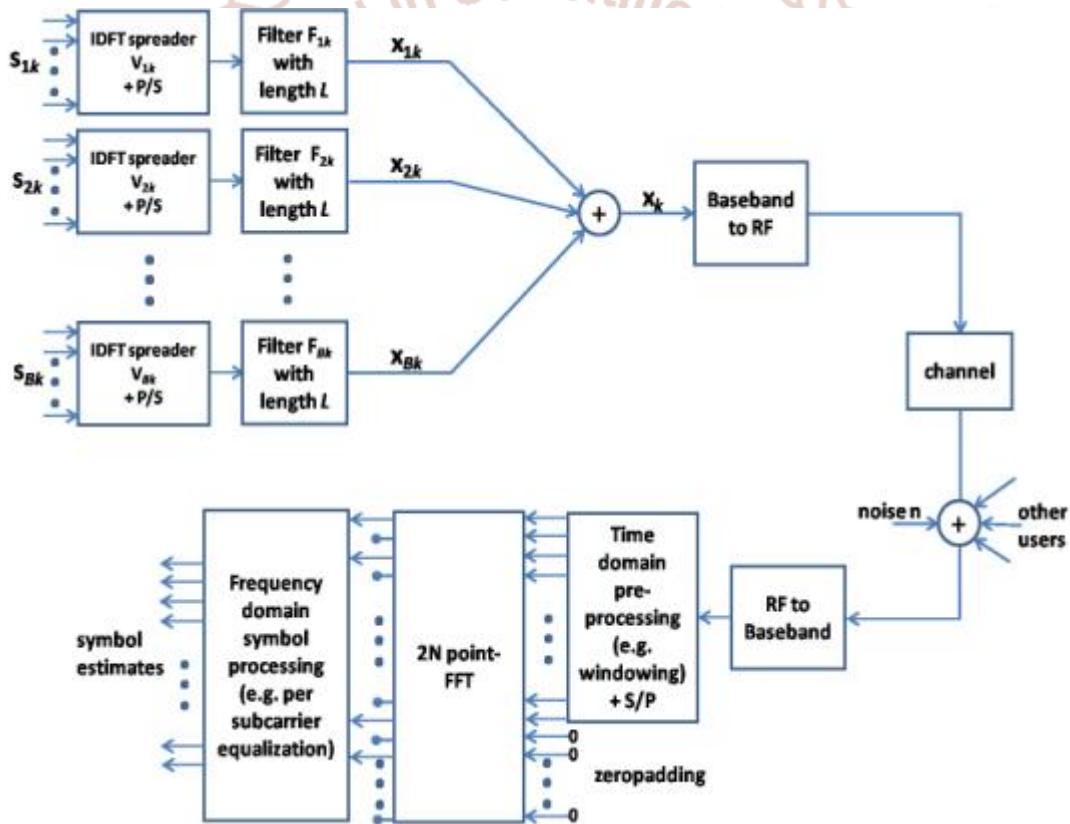 S1k
IDFT spreader
V1k
+ P/S
Filter F1k
with
length L
x1k
S2k
IDFT spreader
V2k
+ P/S
Filter F2k
with
length L
x2k
+
xk
Baseband
to RF
SBk
IDFT spreader
VBk
+ P/S
Filter FBk
with
length L
xBk
channel
noise n
+
other
users
RF to
Baseband
Time
domain
pre-
processing
(e.g.
windowing)
+ S/P
0
0
0
zeropadding
2N point-
FFT
Frequency
domain
symbol
processing
(e.g. per
subcarrier
equalization)
symbol
estimates